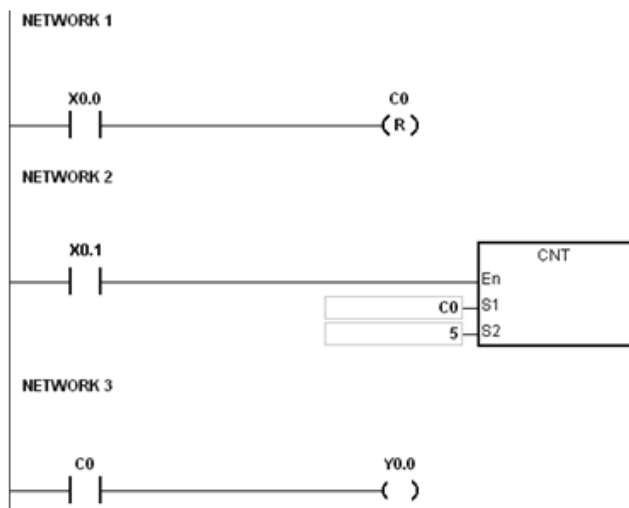 NETWORK 1
X0.0 C0
R
NETWORK 2
X0.1
CNT
En
C0 S1
5 S2
NETWORK 3
C0 Y0.0